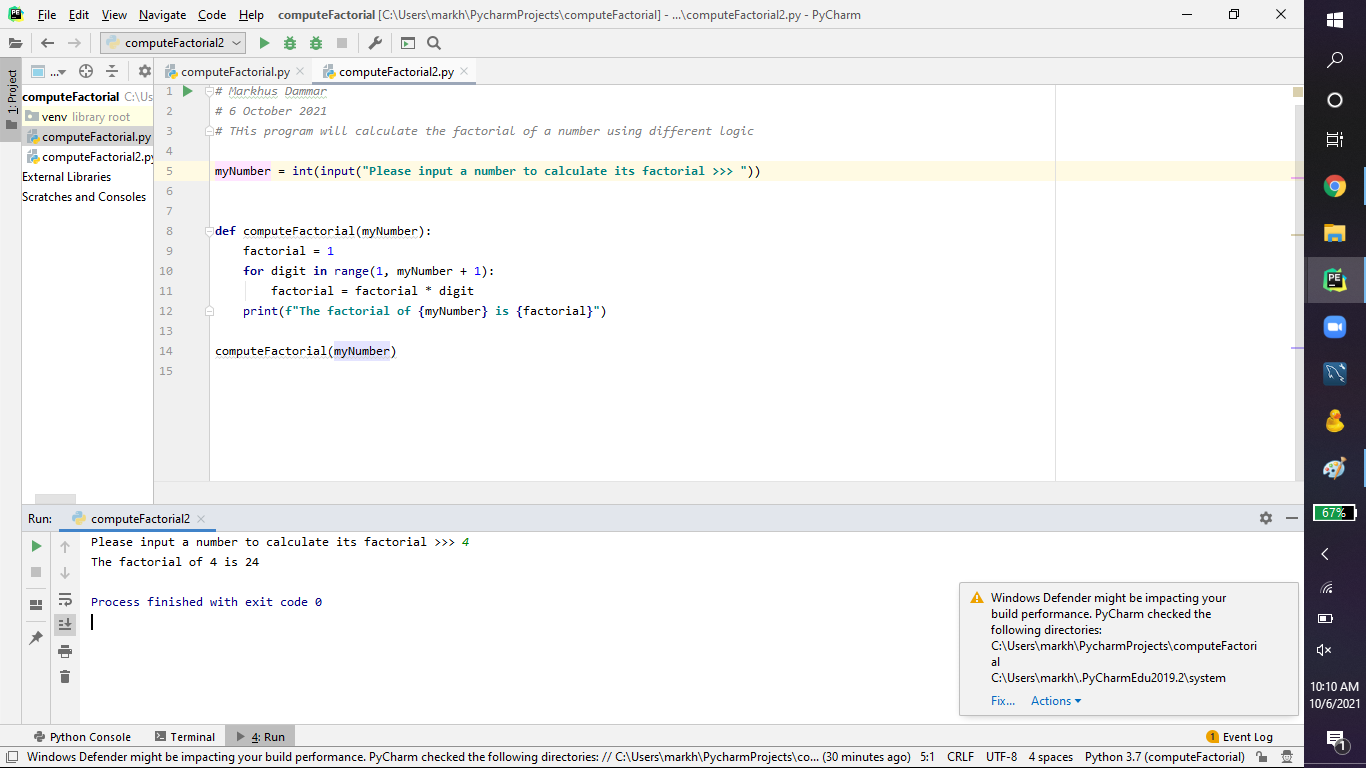 File Edit View Navigate Code Help computeFactorial [C:\Users\markh\PycharmProjects\computeFactorial] - ...\computeFactorial2.py - PyCharm
computeFactorial2
1: Project
...
computeFactorial.py
computeFactorial2.py
computeFactorial C:\Us
venv library root
computeFactorial.py
computeFactorial2.py
External Libraries
Scratches and Consoles
1 # Markhus Dammar
2 # 6 October 2021
3 # THis program will calculate the factorial of a number using different logic
4
5 myNumber = int(input("Please input a number to calculate its factorial >>> "))
6
7
8 def computeFactorial(myNumber):
9 factorial = 1
10 for digit in range(1, myNumber + 1):
11 factorial = factorial * digit
12 print(f"The factorial of {myNumber} is {factorial}")
13
14 computeFactorial(myNumber)
15
Run: computeFactorial2
Please input a number to calculate its factorial >>> 4
The factorial of 4 is 24
Process finished with exit code 0
Windows Defender might be impacting your
build performance. PyCharm checked the
following directories:
C:\Users\markh\PycharmProjects\computeFactori
al
C:\Users\markh\.PyCharmEdu2019.2\system
Fix... Actions
Python Console Terminal 4: Run 1 Event Log
Windows Defender might be impacting your build performance. PyCharm checked the following directories: // C:\Users\markh\PycharmProjects\co... (30 minutes ago) 5:1 CRLF UTF-8 4 spaces Python 3.7 (computeFactorial)
PE
67%
10:10 AM
10/6/2021
1